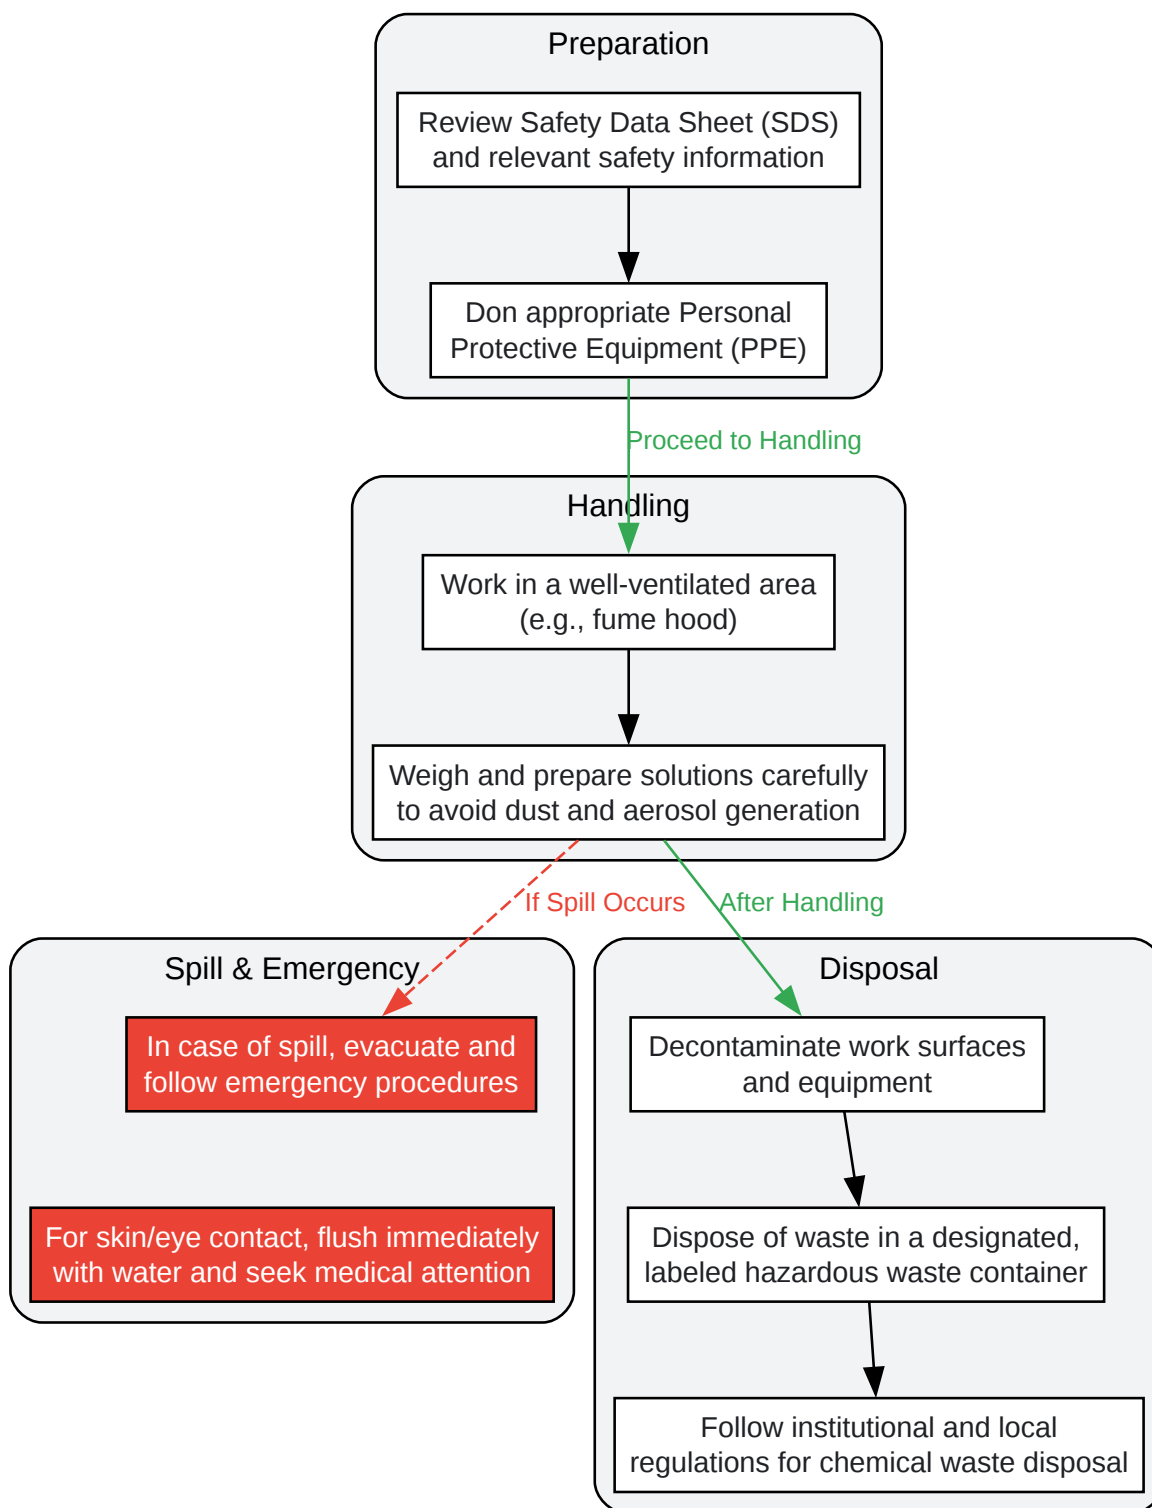 Preparation
Review Safety Data Sheet (SDS)
and relevant safety information
Don appropriate Personal
Protective Equipment (PPE)
Proceed to Handling
Handling
Work in a well-ventilated area
(e.g., fume hood)
Weigh and prepare solutions carefully
to avoid dust and aerosol generation
If Spill Occurs
After Handling
Spill & Emergency
In case of spill, evacuate and
follow emergency procedures
For skin/eye contact, flush immediately
with water and seek medical attention
Disposal
Decontaminate work surfaces
and equipment
Dispose of waste in a designated,
labeled hazardous waste container
Follow institutional and local
regulations for chemical waste disposal